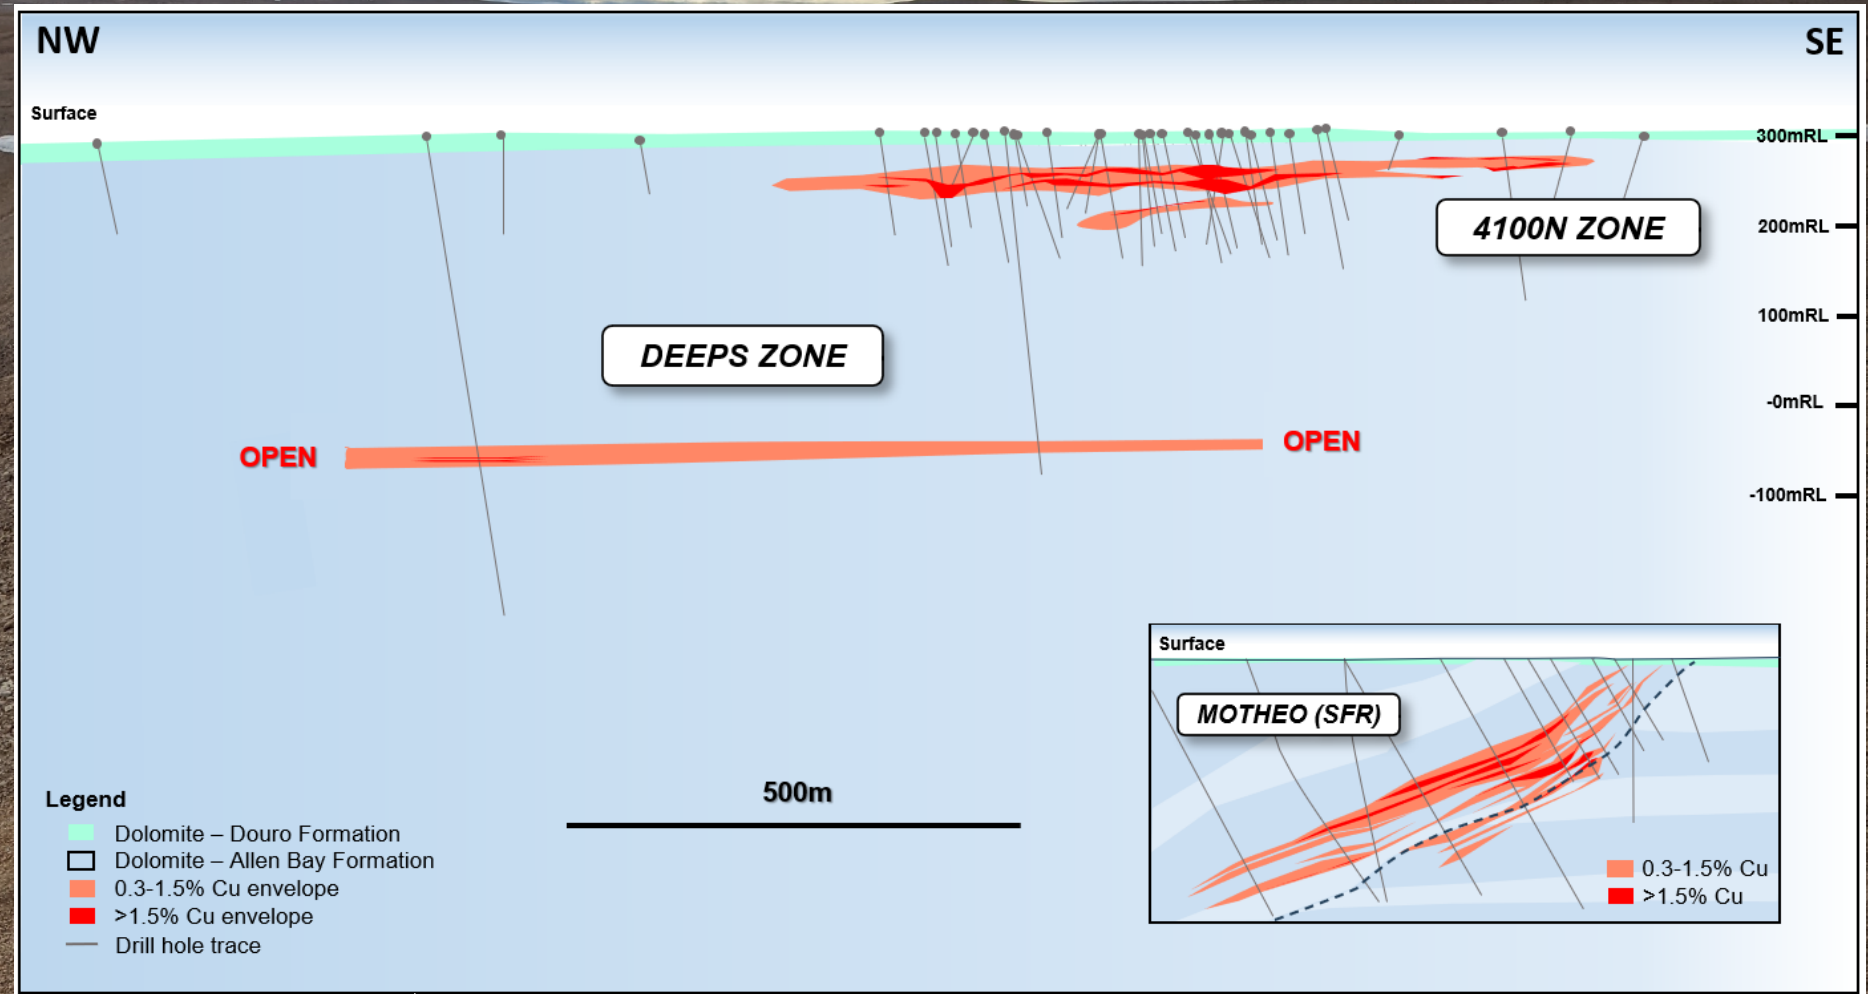 NW
SE
Surface
300mRL
200mRL
4100N ZONE
100mRL
DEEPS ZONE
-0mRL
OPEN
OPEN
-100mRL
Surface
MOTHEO (SFR)
0.3-1.5% Cu
>1.5% Cu
500m
Legend
Dolomite – Douro Formation
Dolomite – Allen Bay Formation
0.3-1.5% Cu envelope
>1.5% Cu envelope
Drill hole trace